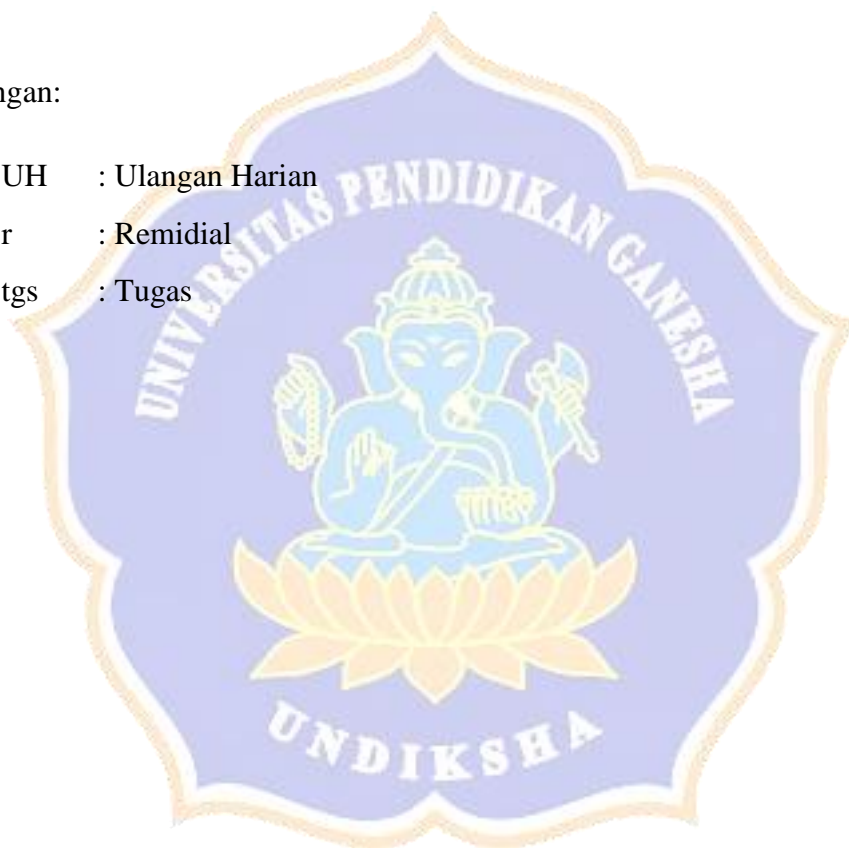 ngan:
UH : Ulangan Harian
r : Remidial
tgs : Tugas
UNIVERSITAS PENDIDIKAN GANESHA
UNDIKSHA